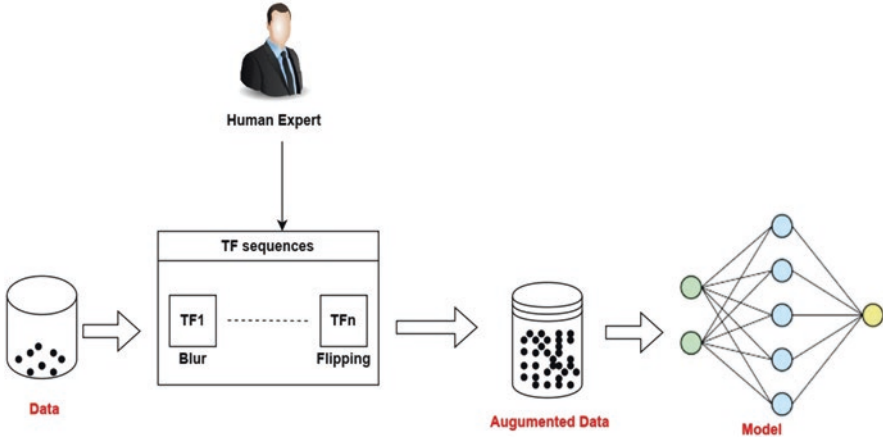 Human Expert
TF sequences
TF1
TFn
Blur
Flipping
Data
Augumented Data
Model